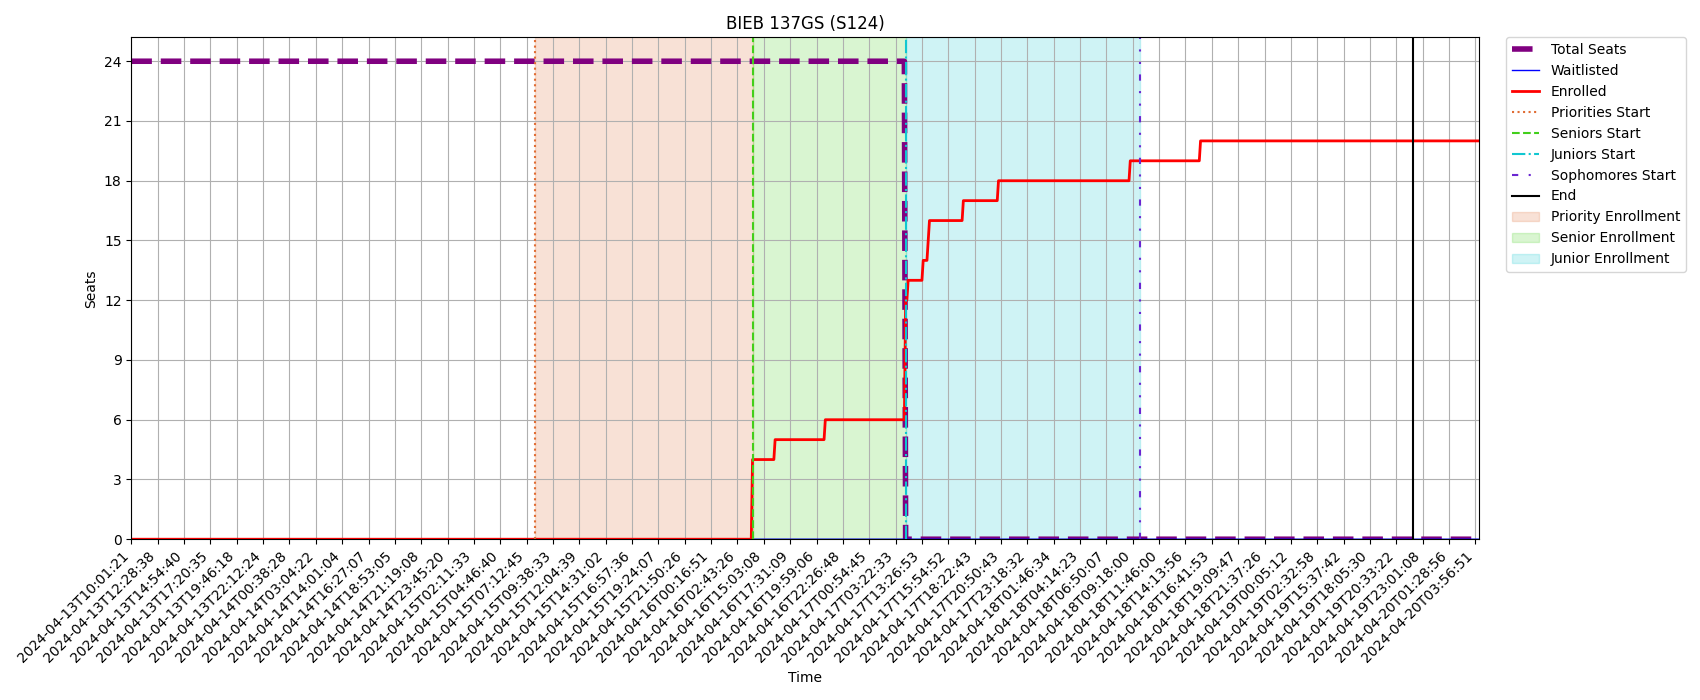 BIEB 137GS (S124)
Seats
24
21
18
15
12
9
6
3
0
2024-04-13T10:01:21
2024-04-13T12:28:38
2024-04-13T14:54:40
2024-04-13T17:20:35
2024-04-13T19:46:18
2024-04-13T22:12:24
2024-04-14T00:38:28
2024-04-14T03:04:22
2024-04-14T14:01:04
2024-04-14T16:27:07
2024-04-14T18:53:05
2024-04-14T21:19:08
2024-04-14T23:45:20
2024-04-15T02:11:33
2024-04-15T04:46:40
2024-04-15T07:12:45
2024-04-15T09:38:33
2024-04-15T12:04:39
2024-04-15T14:31:02
2024-04-15T16:57:36
2024-04-15T19:24:07
2024-04-15T21:50:26
2024-04-16T00:16:51
2024-04-16T02:43:26
2024-04-16T15:03:08
2024-04-16T17:31:09
2024-04-16T19:59:06
2024-04-16T22:26:48
2024-04-17T00:54:45
2024-04-17T03:22:33
2024-04-17T13:26:53
2024-04-17T15:54:52
2024-04-17T18:22:43
2024-04-17T20:50:43
2024-04-17T23:18:32
2024-04-18T01:46:34
2024-04-18T04:14:23
2024-04-18T06:50:07
2024-04-18T09:18:00
2024-04-18T11:46:00
2024-04-18T14:13:56
2024-04-18T16:41:53
2024-04-18T19:09:47
2024-04-18T21:37:26
2024-04-19T00:05:12
2024-04-19T02:32:58
2024-04-19T15:37:42
2024-04-19T18:05:30
2024-04-19T20:33:22
2024-04-19T23:01:08
2024-04-20T01:28:56
2024-04-20T03:56:51
Time
Total Seats
Waitlisted
Enrolled
Priorities Start
Seniors Start
Juniors Start
Sophomores Start
End
Priority Enrollment
Senior Enrollment
Junior Enrollment